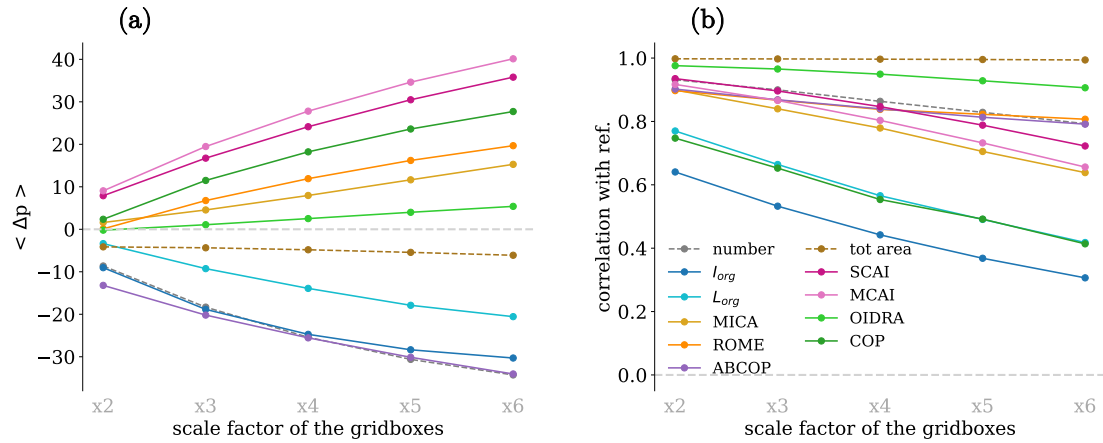 (a)
(b)
40
30
20
10
0
−10
−20
−30
< Δp >
x2 x3 x4 x5 x6
scale factor of the gridboxes
1.0
0.8
0.6
0.4
0.2
0.0
correlation with ref.
number
I_org
L_org
MICA
ROME
ABCOP
tot area
SCAI
MCAI
OIDRA
COP
x2 x3 x4 x5 x6
scale factor of the gridboxes